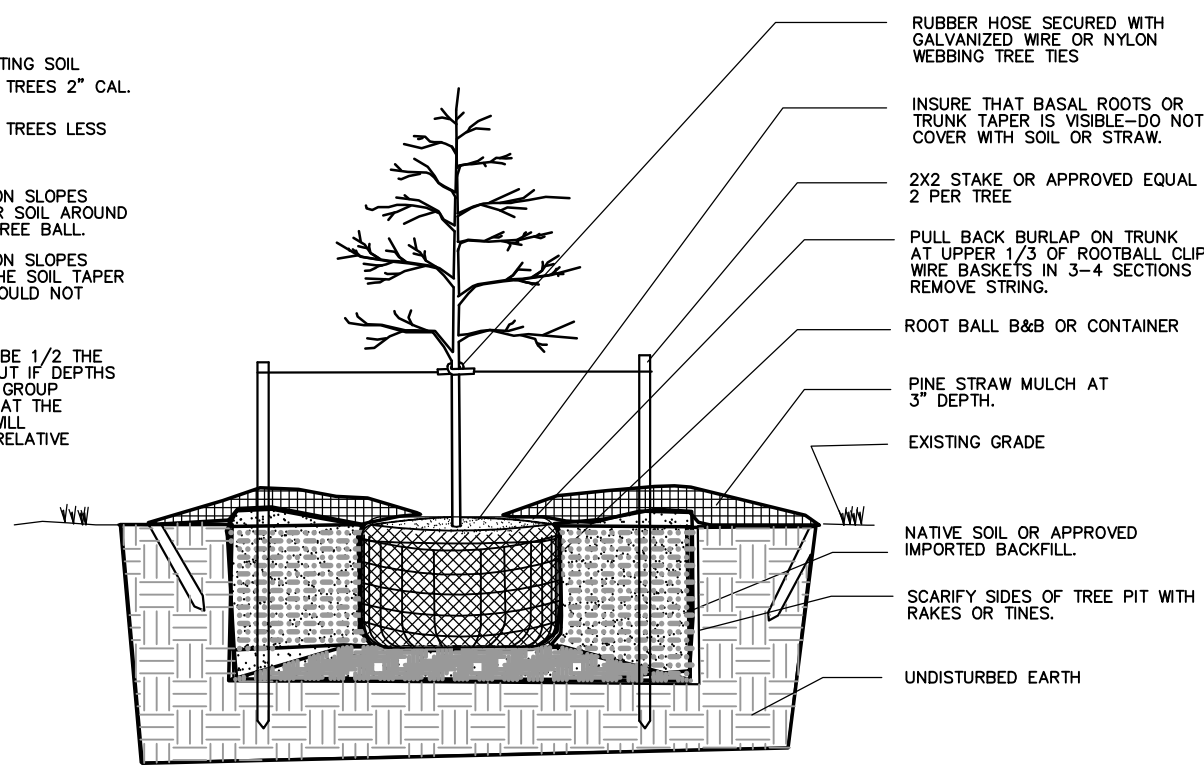 TING SOIL
TREES 2" CAL.
TREES LESS
ON SLOPES
R SOIL AROUND
REE BALL.
ON SLOPES
HE SOIL TAPER
OULD NOT
BE 1/2 THE
UT IF DEPTHS
GROUP
AT THE
WILL
RELATIVE
RUBBER HOSE SECURED WITH
GALVANIZED WIRE OR NYLON
WEBBING TREE TIES
INSURE THAT BASAL ROOTS OR
TRUNK TAPER IS VISIBLE–DO NOT
COVER WITH SOIL OR STRAW.
2X2 STAKE OR APPROVED EQUAL
2 PER TREE
PULL BACK BURLAP ON TRUNK
AT UPPER 1/3 OF ROOTBALL CLIP
WIRE BASKETS IN 3–4 SECTIONS
REMOVE STRING.
ROOT BALL B&B OR CONTAINER
PINE STRAW MULCH AT
3" DEPTH.
EXISTING GRADE
NATIVE SOIL OR APPROVED
IMPORTED BACKFILL.
SCARIFY SIDES OF TREE PIT WITH
RAKES OR TINES.
UNDISTURBED EARTH